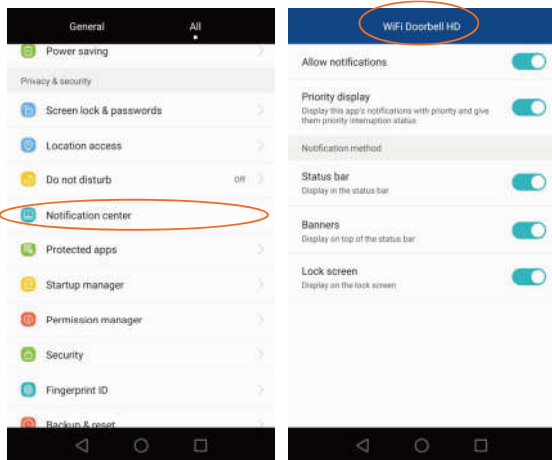 General All
Power saving
Privacy & security
Screen lock & passwords
Location access
Do not disturb Off
Notification center
Protected apps
Startup manager
Permission manager
Security
Fingerprint ID
Backup & reset
WiFi Doorbell HD
Allow notifications
Priority display
Display this app's notifications with priority and give
them priority interruption status
Notification method
Status bar
Display in the status bar
Banners
Display on top of the status bar
Lock screen
Display on the lock screen